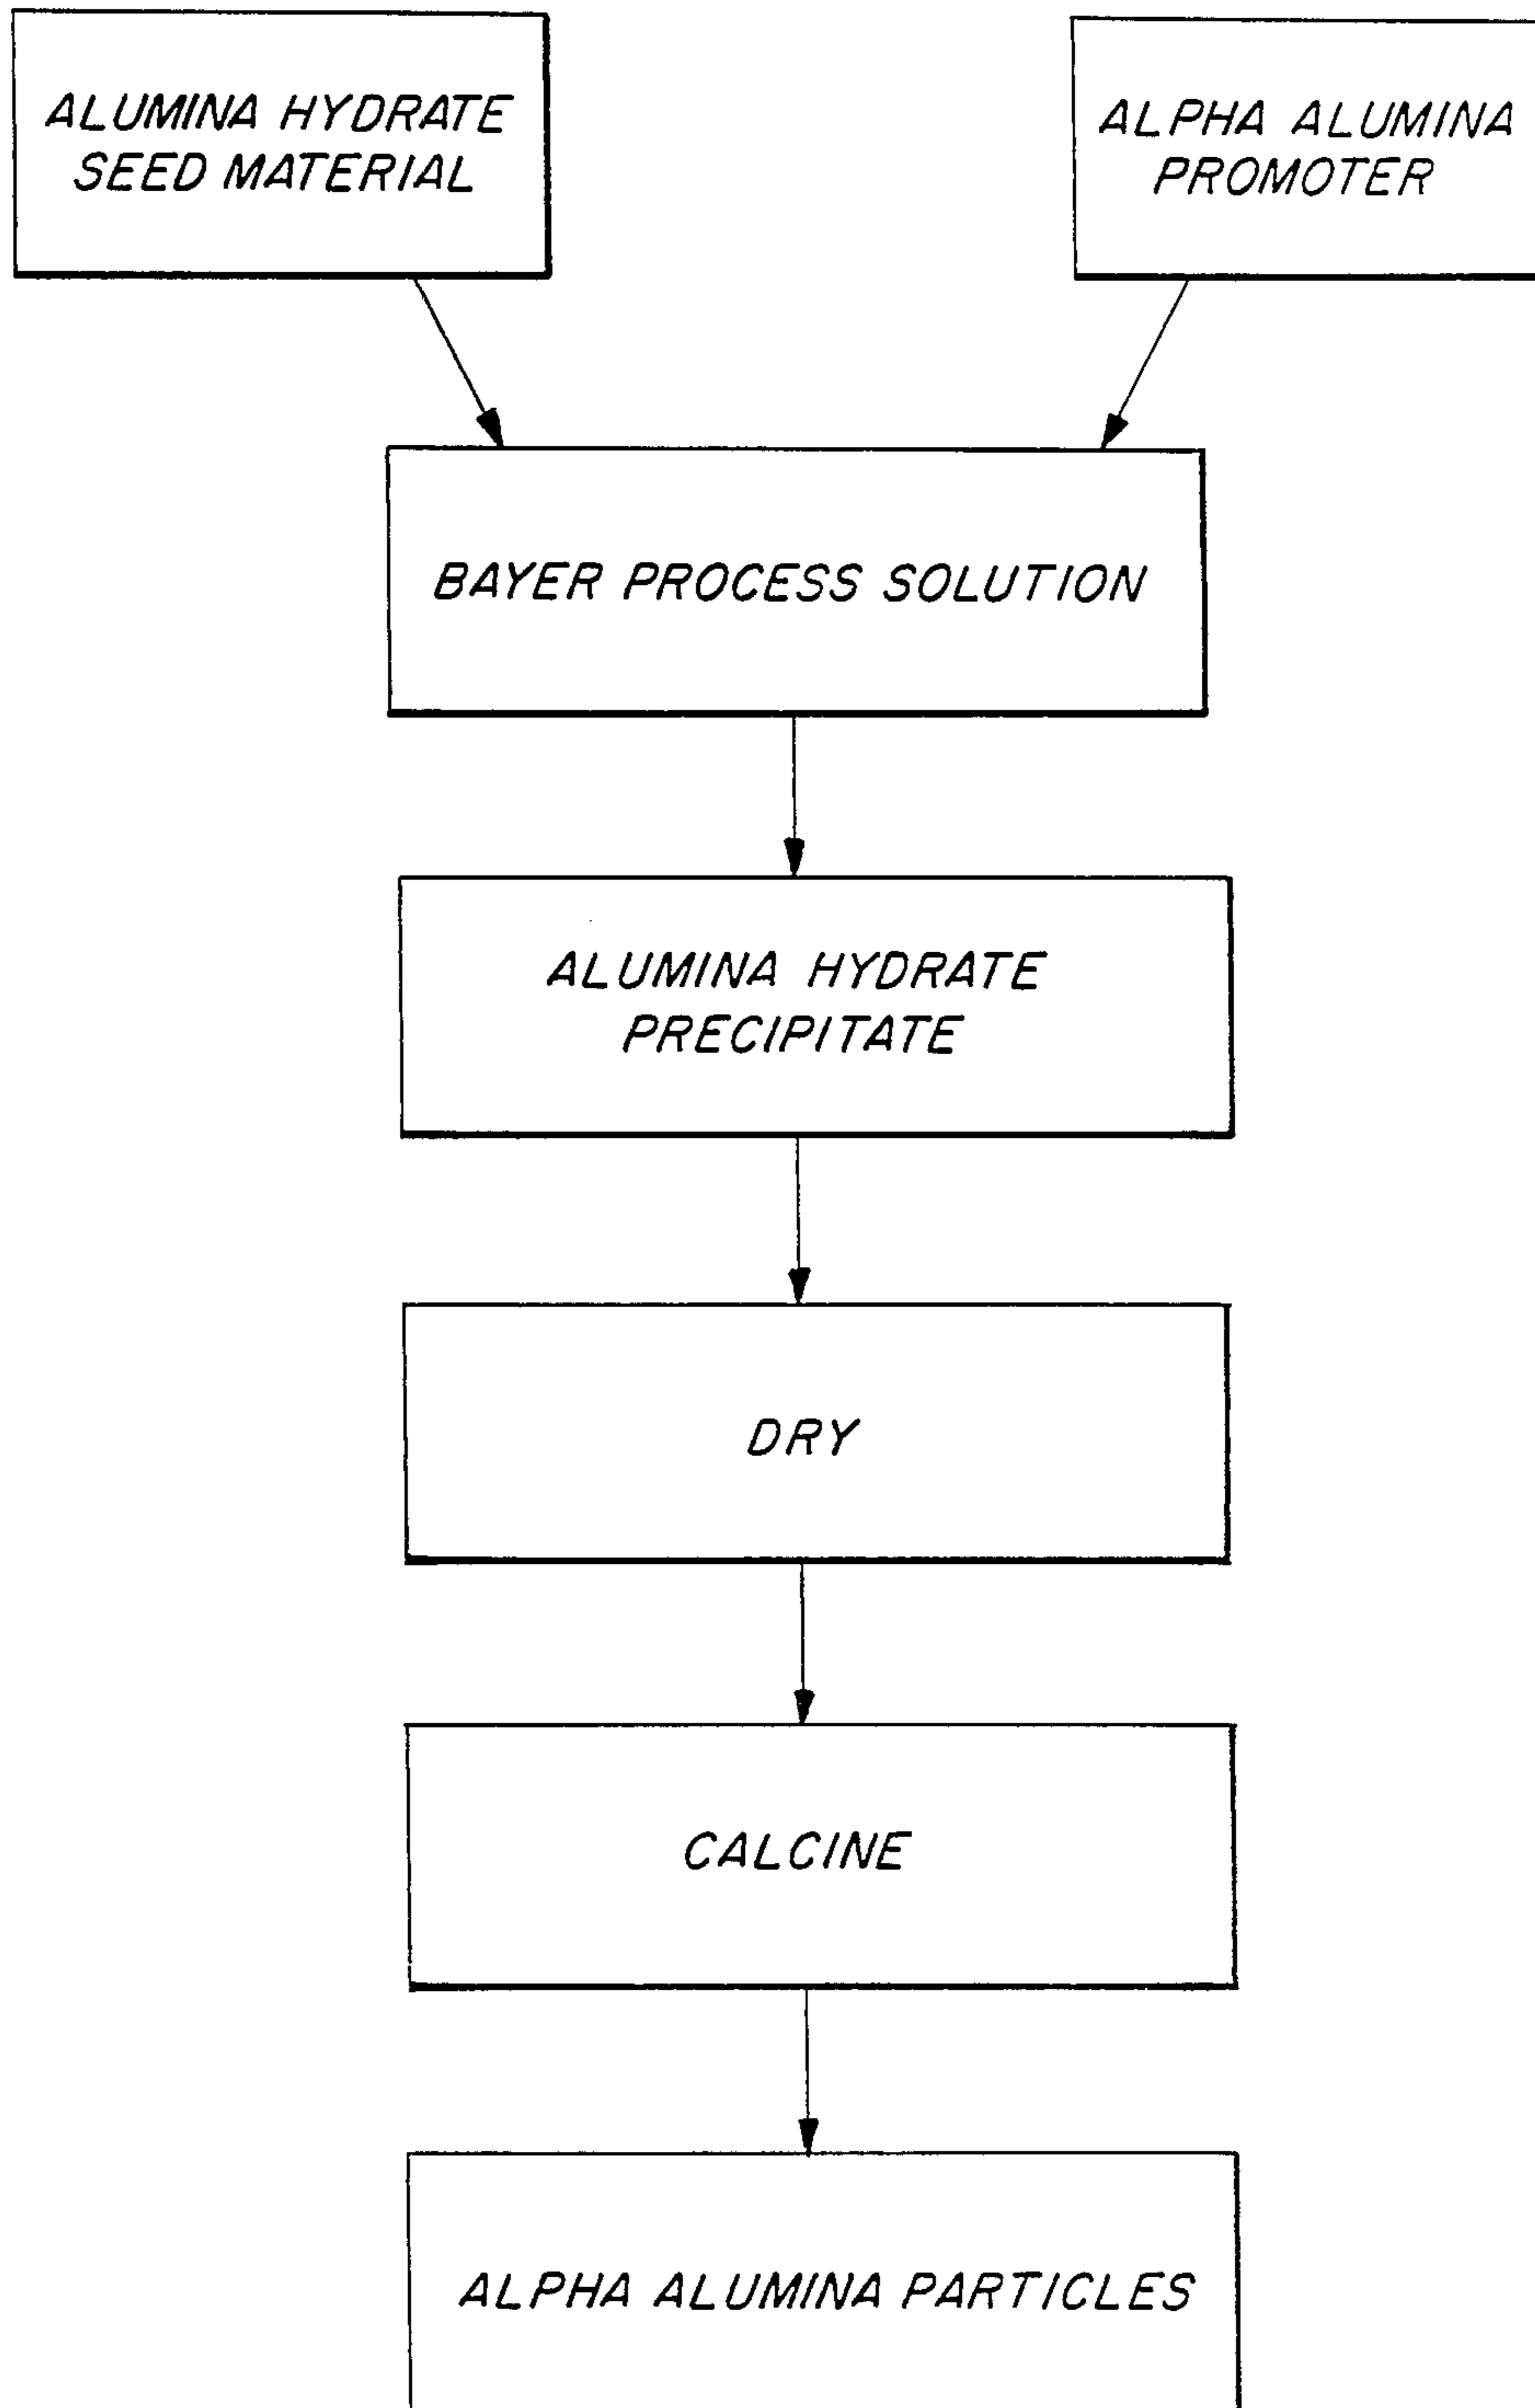 ALUMINA HYDRATE
SEED MATERIAL
ALPHA ALUMINA
PROMOTER
BAYER PROCESS SOLUTION
ALUMINA HYDRATE
PRECIPITATE
DRY
CALCINE
ALPHA ALUMINA PARTICLES